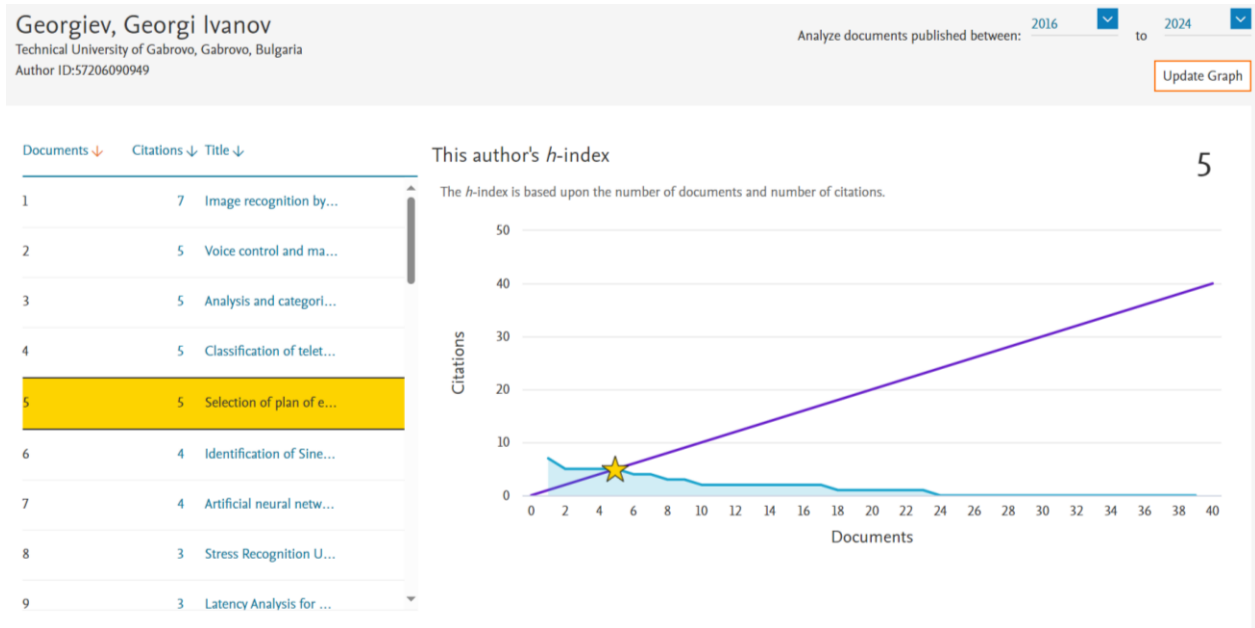 Georgiev, Georgi Ivanov
Technical University of Gabrovo, Gabrovo, Bulgaria
Author ID:57206090949
Analyze documents published between: 2016 to 2024
Update Graph
Documents Citations Title
1 7 Image recognition by...
2 5 Voice control and ma...
3 5 Analysis and categori...
4 5 Classification of telet...
5 5 Selection of plan of e...
6 4 Identification of Sine...
7 4 Artificial neural netw...
8 3 Stress Recognition U...
9 3 Latency Analysis for ...
This author's h-index
5
The h-index is based upon the number of documents and number of citations.
50
40
30
20
10
0
Citations
0 2 4 6 8 10 12 14 16 18 20 22 24 26 28 30 32 34 36 38 40
Documents